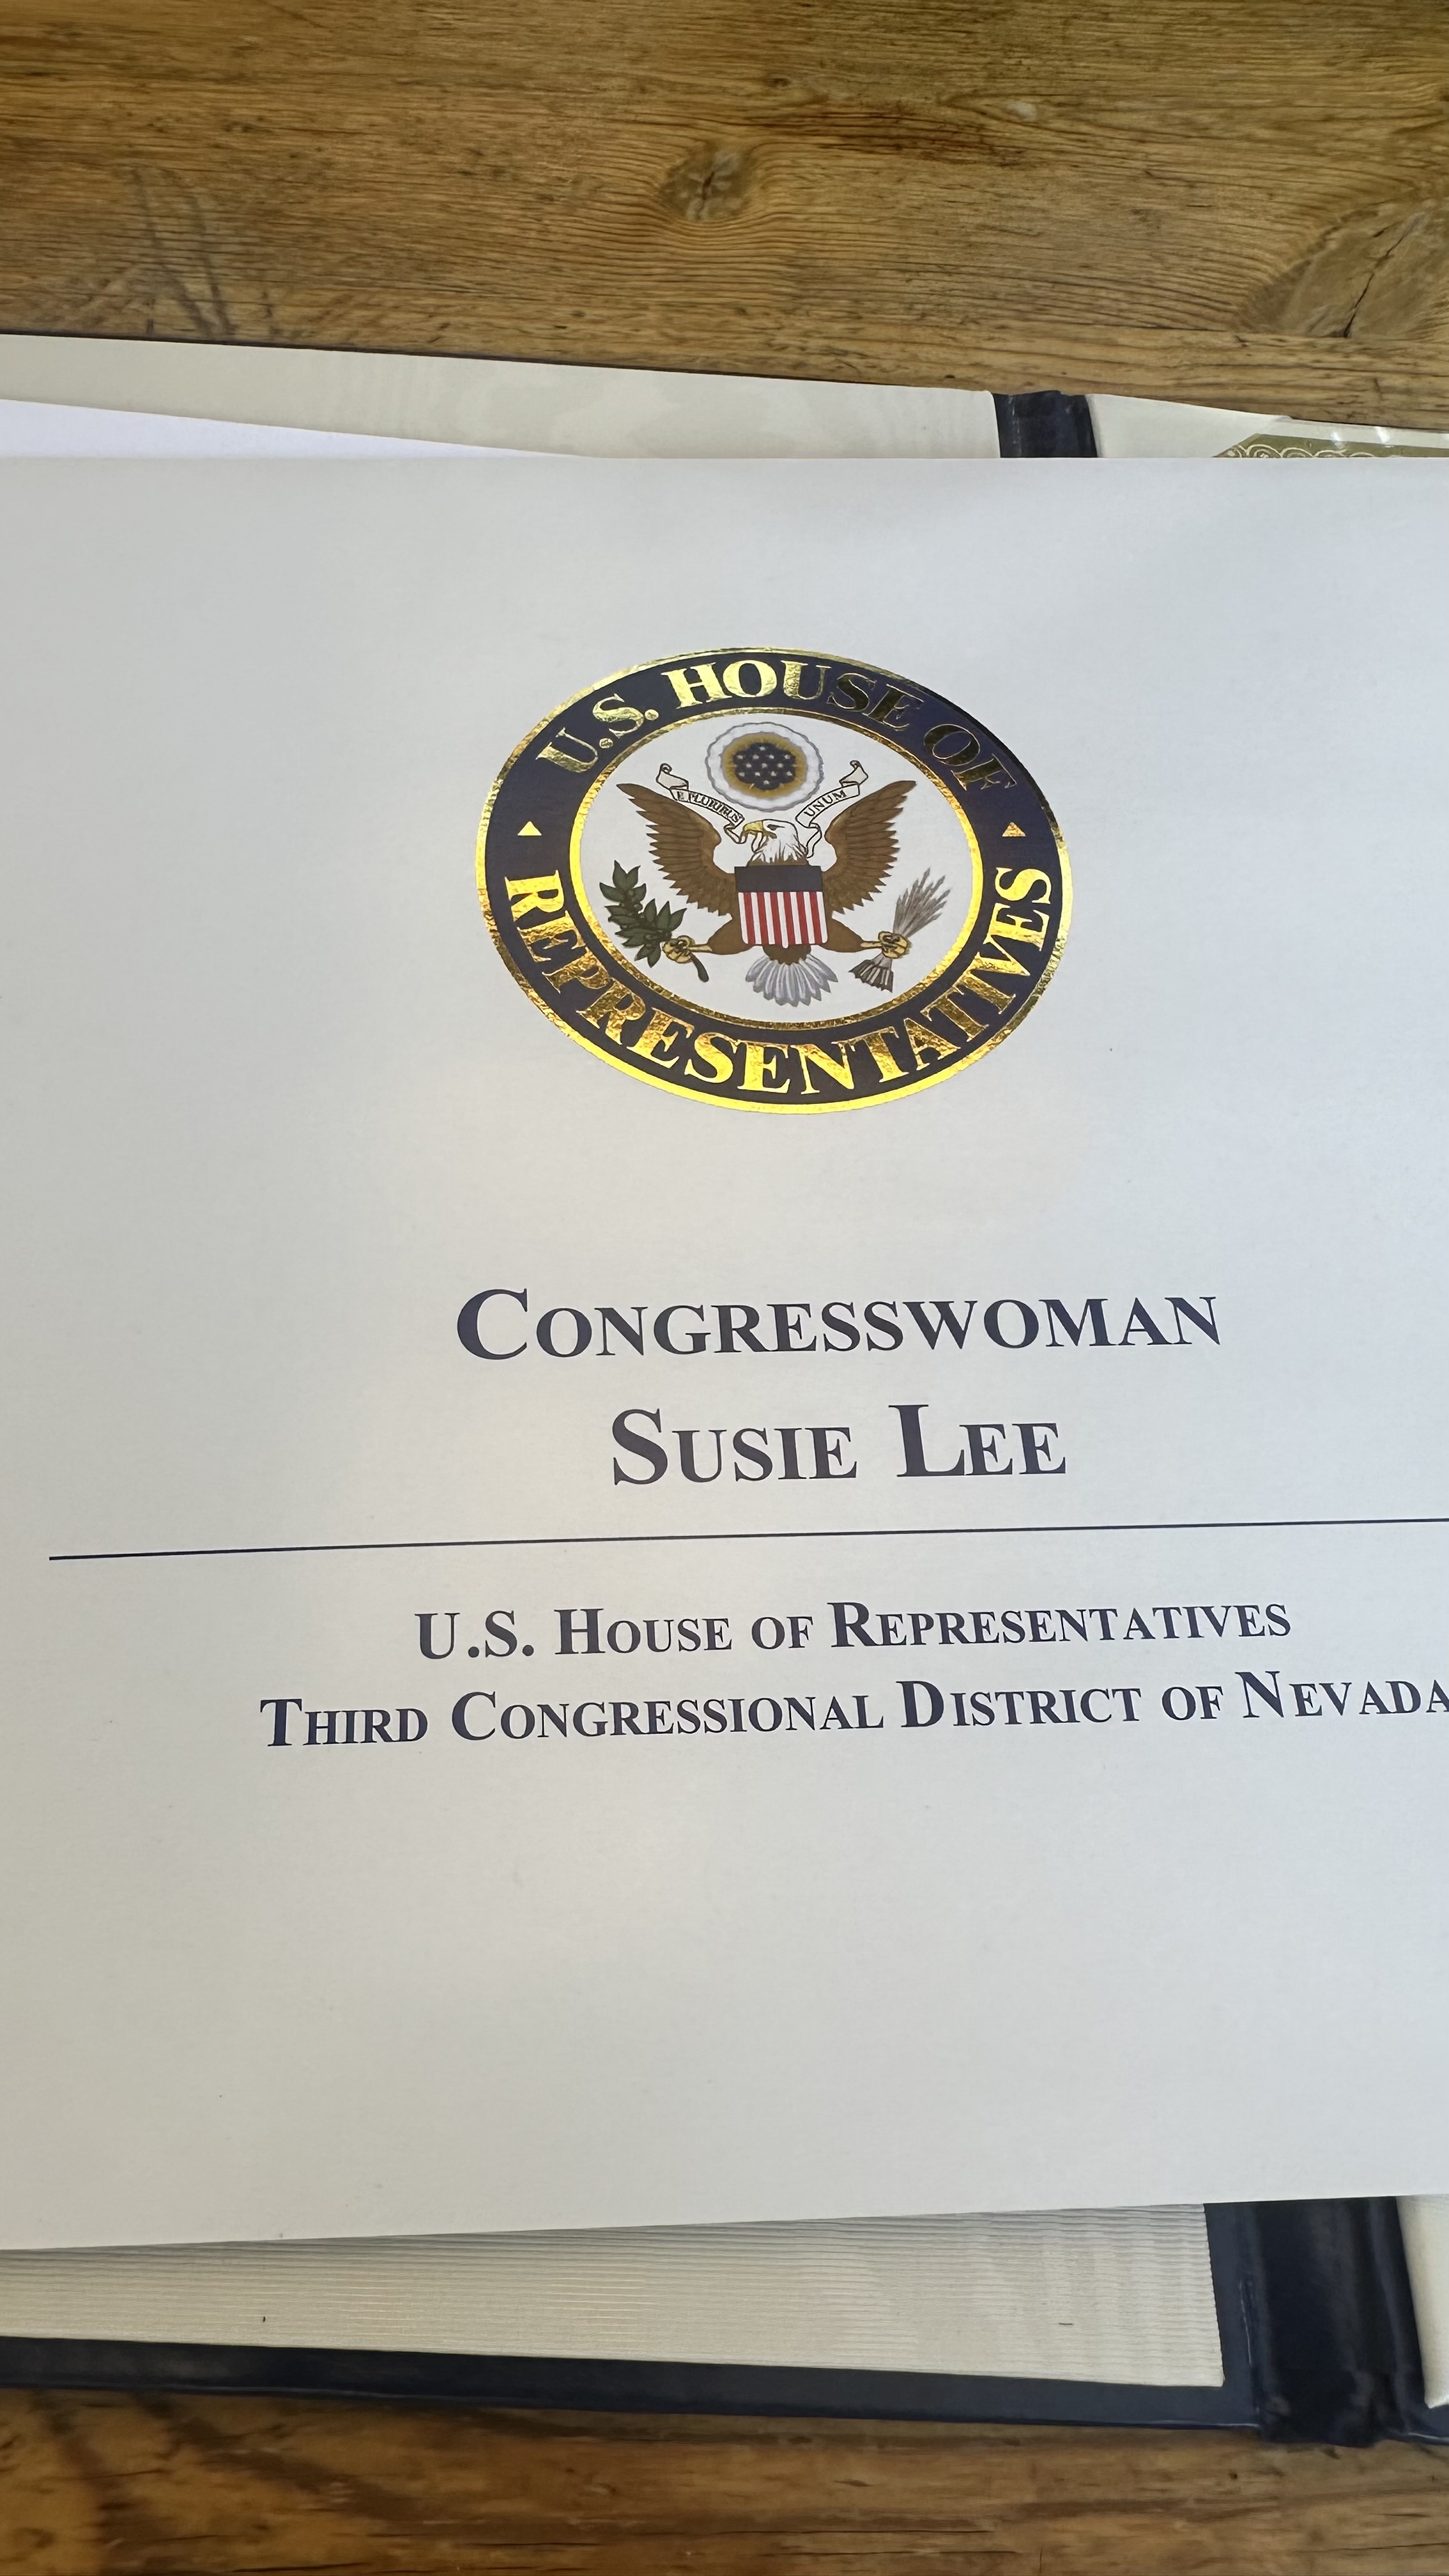 U.S. HOUSE OF
REPRESENTATIVES
E PLURIBUS
UNUM
CONGRESSWOMAN
SUSIE LEE
U.S. HOUSE OF REPRESENTATIVES
THIRD CONGRESSIONAL DISTRICT OF NEVADA